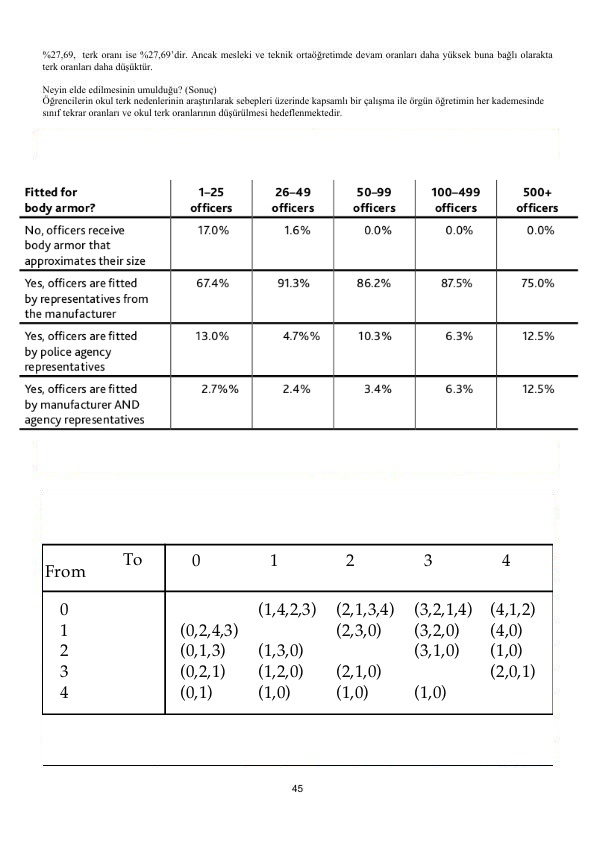 %27,69, terk oranı ise %27,69’dir. Ancak mesleki ve teknik ortaöğretimde devam oranları daha yüksek buna bağlı olarakta
terk oranları daha düşüktür.
Neyin elde edilmesinin umulduğu? (Sonuç)
Öğrencilerin okul terk nedenlerinin araştırılarak sebepleri üzerinde kapsamlı bir çalışma ile örgün öğretimin her kademesinde
sınıf tekrar oranları ve okul terk oranlarının düşürülmesi hedeflenmektedir.
Fitted for 1–25 26–49 50–99 100–499 500+
body armor? officers officers officers officers officers
No, officers receive 17.0% 1.6% 0.0% 0.0% 0.0%
body armor that
approximates their size
Yes, officers are fitted 67.4% 91.3% 86.2% 87.5% 75.0%
by representatives from
the manufacturer
Yes, officers are fitted 13.0% 4.7%% 10.3% 6.3% 12.5%
by police agency
representatives
Yes, officers are fitted 2.7%% 2.4% 3.4% 6.3% 12.5%
by manufacturer AND
agency representatives
To 0 1 2 3 4
From
0 (1,4,2,3) (2,1,3,4) (3,2,1,4) (4,1,2)
1 (0,2,4,3) (2,3,0) (3,2,0) (4,0)
2 (0,1,3) (1,3,0) (3,1,0) (1,0)
3 (0,2,1) (1,2,0) (2,1,0) (2,0,1)
4 (0,1) (1,0) (1,0) (1,0)
45